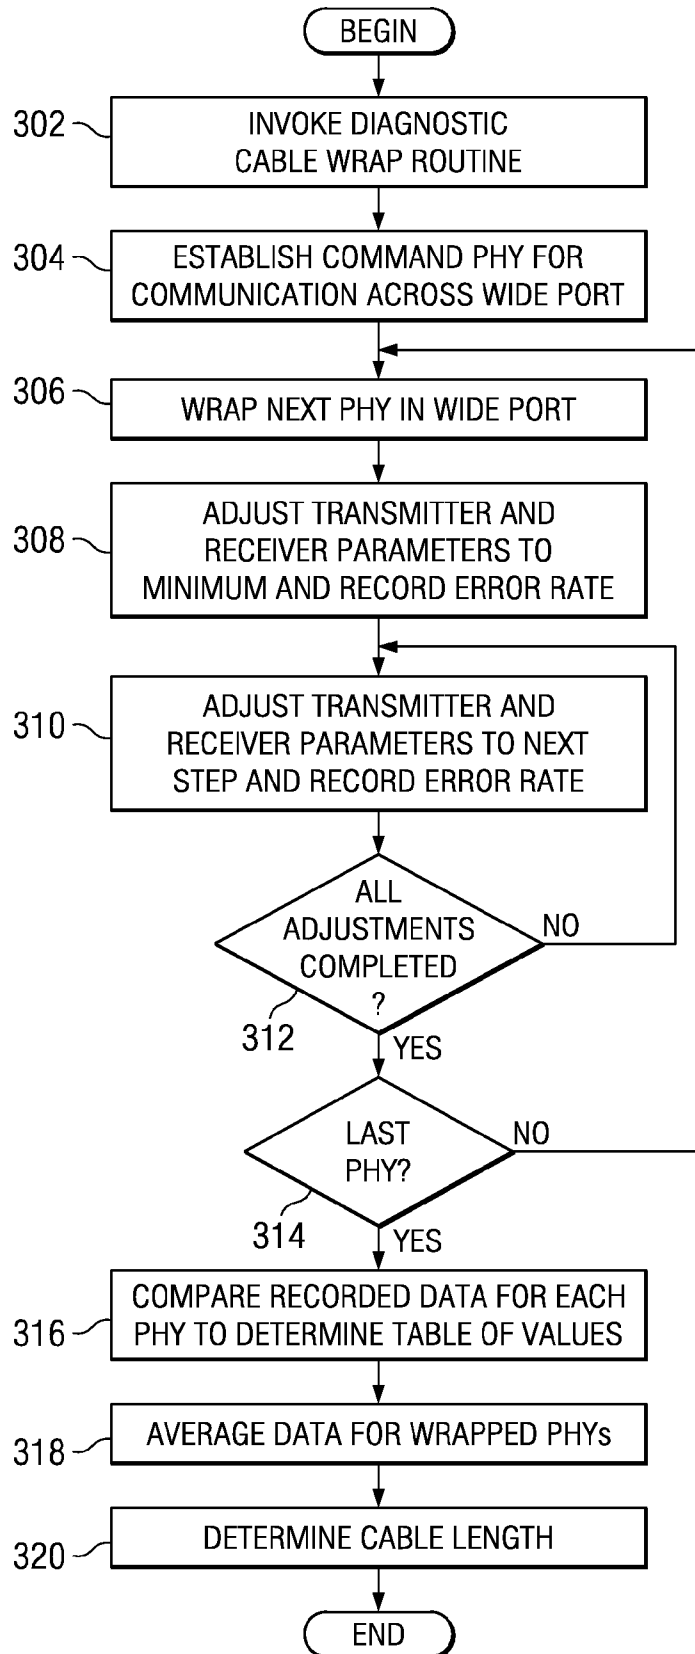 BEGIN
302
INVOKE DIAGNOSTIC
CABLE WRAP ROUTINE
304
ESTABLISH COMMAND PHY FOR
COMMUNICATION ACROSS WIDE PORT
306
WRAP NEXT PHY IN WIDE PORT
308
ADJUST TRANSMITTER AND
RECEIVER PARAMETERS TO
MINIMUM AND RECORD ERROR RATE
310
ADJUST TRANSMITTER AND
RECEIVER PARAMETERS TO NEXT
STEP AND RECORD ERROR RATE
ALL
ADJUSTMENTS
COMPLETED
?
NO
312
YES
LAST
PHY?
NO
314
YES
316
COMPARE RECORDED DATA FOR EACH
PHY TO DETERMINE TABLE OF VALUES
318
AVERAGE DATA FOR WRAPPED PHYs
320
DETERMINE CABLE LENGTH
END